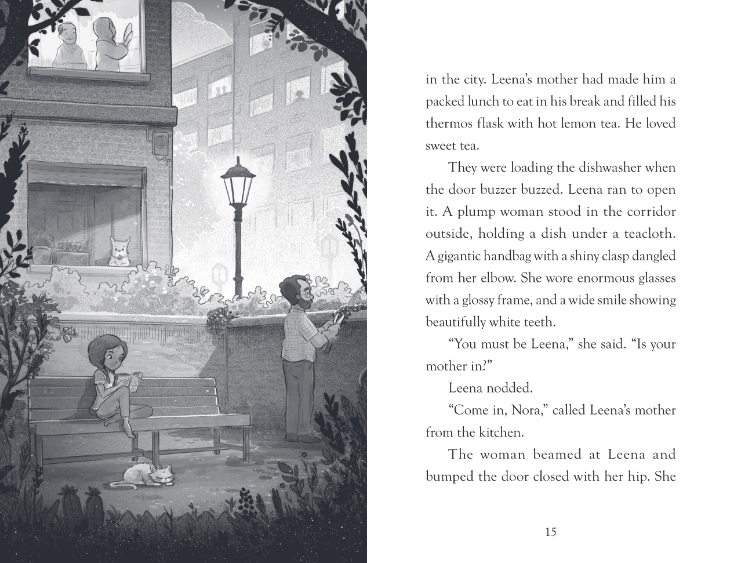 in the city. Leena’s mother had made him a
packed lunch to eat in his break and filled his
thermos flask with hot lemon tea. He loved
sweet tea.
They were loading the dishwasher when
the door buzzer buzzed. Leena ran to open
it. A plump woman stood in the corridor
outside, holding a dish under a teacloth.
A gigantic handbag with a shiny clasp dangled
from her elbow. She wore enormous glasses
with a glossy frame, and a wide smile showing
beautifully white teeth.
“You must be Leena,” she said. “Is your
mother in?”
Leena nodded.
“Come in, Nora,” called Leena’s mother
from the kitchen.
The woman beamed at Leena and
bumped the door closed with her hip. She
15